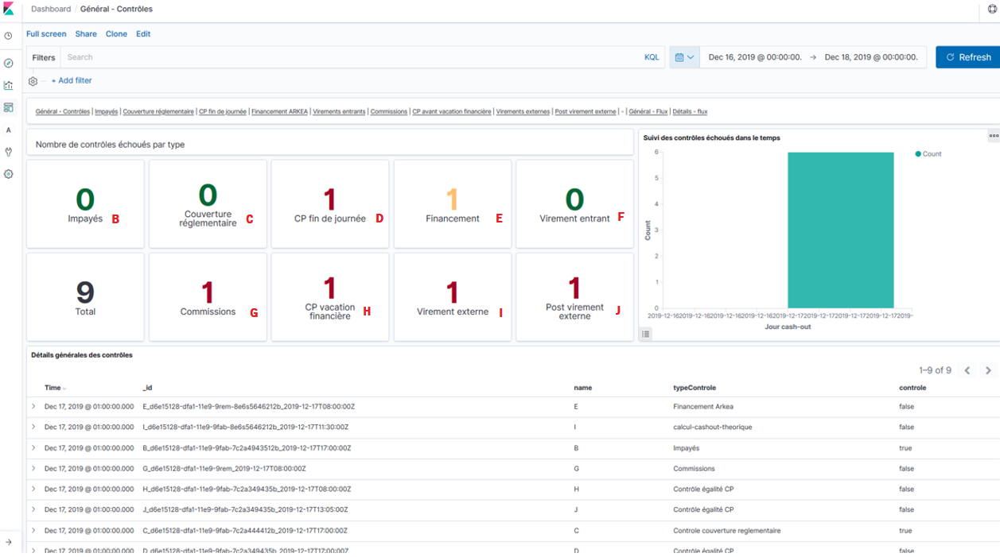 Dashboard / Général - Contrôles
Full screen Share Clone Edit
Filters Search KQL Dec 16, 2019 @ 00:00:00. → Dec 18, 2019 @ 00:00:00. Refresh
+ Add filter
Général - Contrôles | Impayés | Couverture réglementaire | CP fin de journée | Financement ARKEA | Virements entrants | Commissions | CP avant vacation financière | Virements externes | Post virement externe | - | Général - Flux | Détails - flux
A
Nombre de contrôles échoués par type
0
Impayés B
0
Couverture
réglementaire C
1
CP fin de journée D
1
Financement E
0
Virement entrant F
9
Total
1
Commissions G
1
CP vacation
financière H
1
Virement externe I
1
Post virement
externe J
Suivi des contrôles échoués dans le temps
Count
6
5
4
3
2
1
0
Count
2019-12-162019-12-162019-12-162019-12-162019-12-172019-12-172019-12-172019-12-172019-
Jour cash-out
Détails générales des contrôles
1–9 of 9
Time _id name typeControle controle
Dec 17, 2019 @ 01:00:00.000 E_d6e15128-dfa1-11e9-9rem-8e6s5646212b_2019-12-17T08:00:00Z E Financement Arkea false
Dec 17, 2019 @ 01:00:00.000 I_d6e15128-dfa1-11e9-9fab-8e6s5646212b_2019-12-17T11:30:00Z I calcul-cashout-theorique false
Dec 17, 2019 @ 01:00:00.000 B_d6e15128-dfa1-11e9-9fab-7c2a4943512b_2019-12-17T17:00:00Z B Impayés true
Dec 17, 2019 @ 01:00:00.000 G_d6e15128-dfa1-11e9-9rem_2019-12-17T08:00:00Z G Commissions false
Dec 17, 2019 @ 01:00:00.000 H_d6e15128-dfa1-11e9-9fab-7c2a349435b_2019-12-17T08:00:00Z H Contrôle égalité CP false
Dec 17, 2019 @ 01:00:00.000 J_d6e15128-dfa1-11e9-9fab-7c2a349435b_2019-12-17T13:05:00Z J Contrôle égalité CP false
Dec 17, 2019 @ 01:00:00.000 C_d6e15128-dfa1-11e9-9fab-7c2a444412b_2019-12-17T17:00:00Z C Controle couverture reglementaire true
Dec 17, 2019 @ 01:00:00.000 D_d6e15128-dfa1-11e9-9fab-7c2a349435b_2019-12-17T17:00:00Z D Contrôle égalité CP false